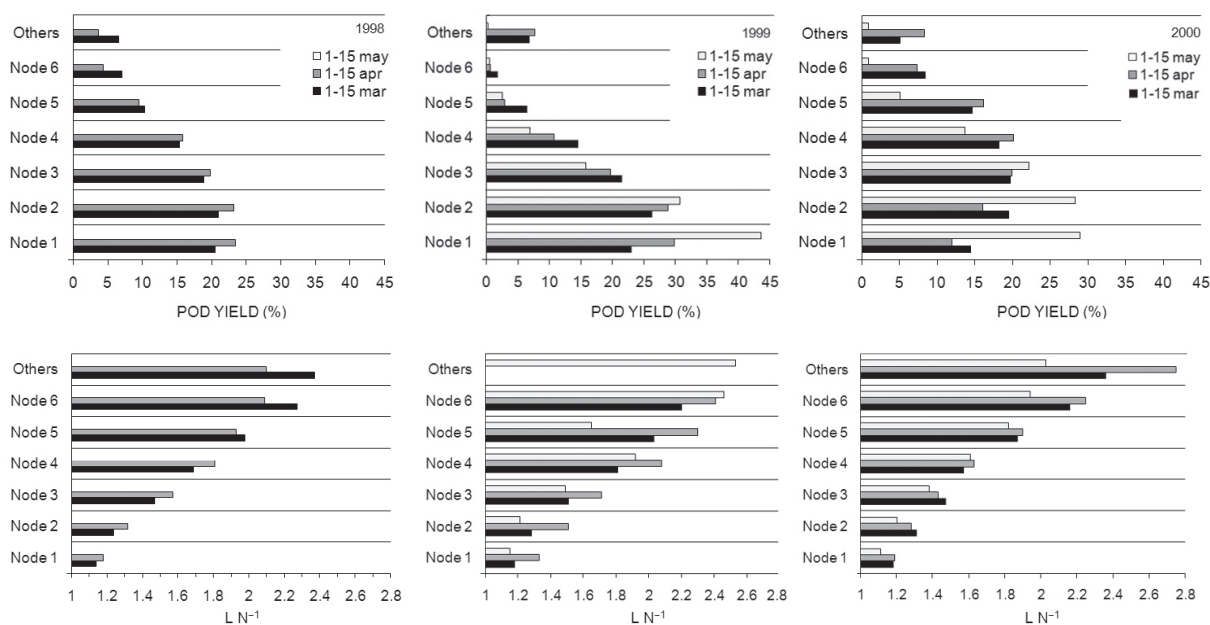 1998
1-15 may
1-15 apr
1-15 mar
Others
Node 6
Node 5
Node 4
Node 3
Node 2
Node 1
0 5 10 15 20 25 30 35 40 45
POD YIELD (%)
1999
1-15 may
1-15 apr
1-15 mar
Others
Node 6
Node 5
Node 4
Node 3
Node 2
Node 1
0 5 10 15 20 25 30 35 40 45
POD YIELD (%)
2000
1-15 may
1-15 apr
1-15 mar
Others
Node 6
Node 5
Node 4
Node 3
Node 2
Node 1
0 5 10 15 20 25 30 35 40 45
POD YIELD (%)
Others
Node 6
Node 5
Node 4
Node 3
Node 2
Node 1
1 1.2 1.4 1.6 1.8 2 2.2 2.4 2.6 2.8
L N⁻¹
Others
Node 6
Node 5
Node 4
Node 3
Node 2
Node 1
1 1.2 1.4 1.6 1.8 2 2.2 2.4 2.6 2.8
L N⁻¹
Others
Node 6
Node 5
Node 4
Node 3
Node 2
Node 1
1 1.2 1.4 1.6 1.8 2 2.2 2.4 2.6 2.8
L N⁻¹